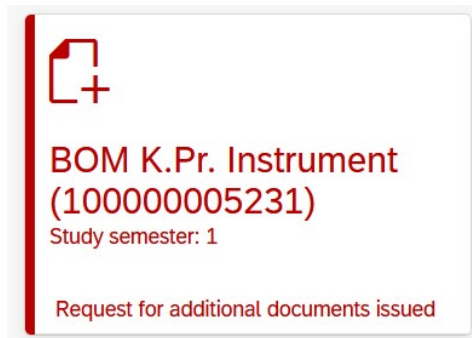 BOM K.Pr. Instrument
(100000005231)
Study semester: 1
Request for additional documents issued